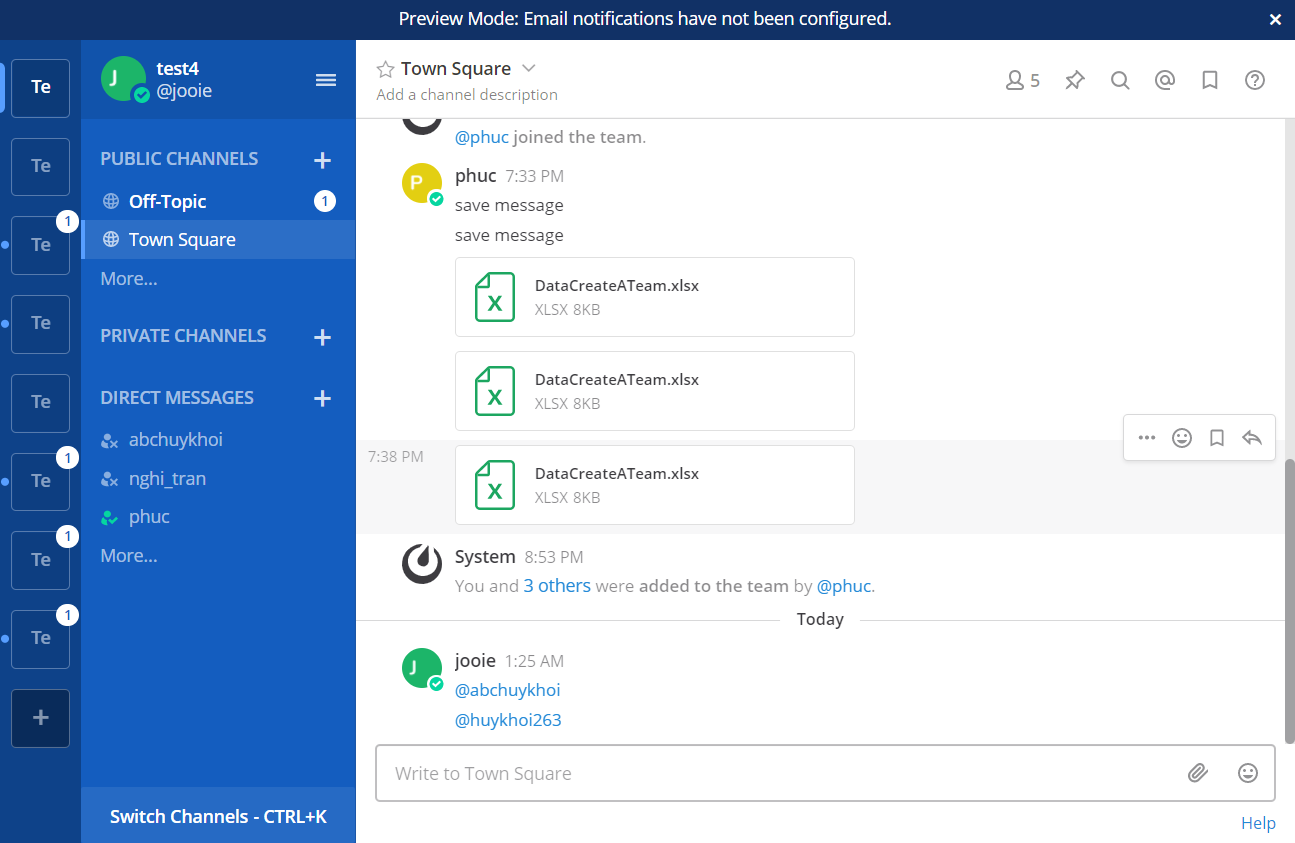 Preview Mode: Email notifications have not been configured.
×
Te
Te
Te
1
Te
Te
Te
1
Te
1
Te
1
+
J
test4
@jooie
PUBLIC CHANNELS
+
Off-Topic
1
Town Square
More...
PRIVATE CHANNELS
+
DIRECT MESSAGES
+
abchuykhoi
nghi_tran
phuc
More...
Switch Channels - CTRL+K
Town Square
Add a channel description
5
@phuc joined the team.
P
phuc 7:33 PM
save message
save message
X
DataCreateATeam.xlsx
XLSX 8KB
X
DataCreateATeam.xlsx
XLSX 8KB
7:38 PM
X
DataCreateATeam.xlsx
XLSX 8KB
System 8:53 PM
You and 3 others were added to the team by @phuc.
Today
J
jooie 1:25 AM
@abchuykhoi
@huykhoi263
Write to Town Square
Help